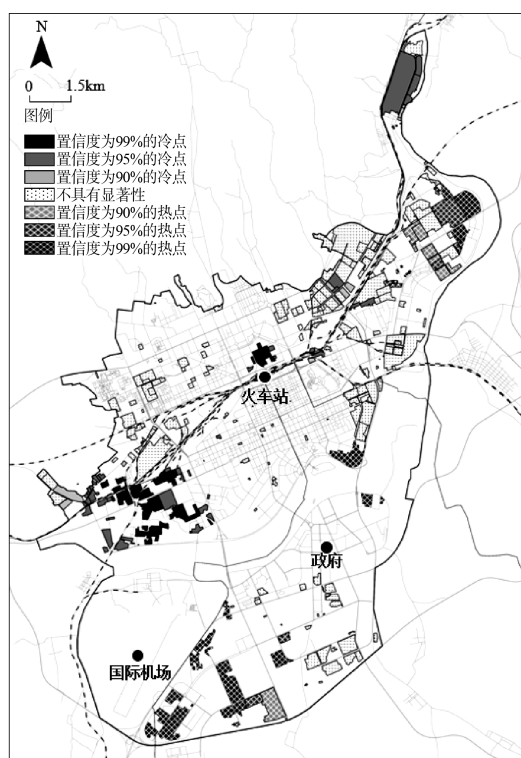 N
0 1.5km
图例
置信度为99%的冷点
置信度为95%的冷点
置信度为90%的冷点
不具有显著性
置信度为90%的热点
置信度为95%的热点
置信度为99%的热点
火车站
政府
国际机场